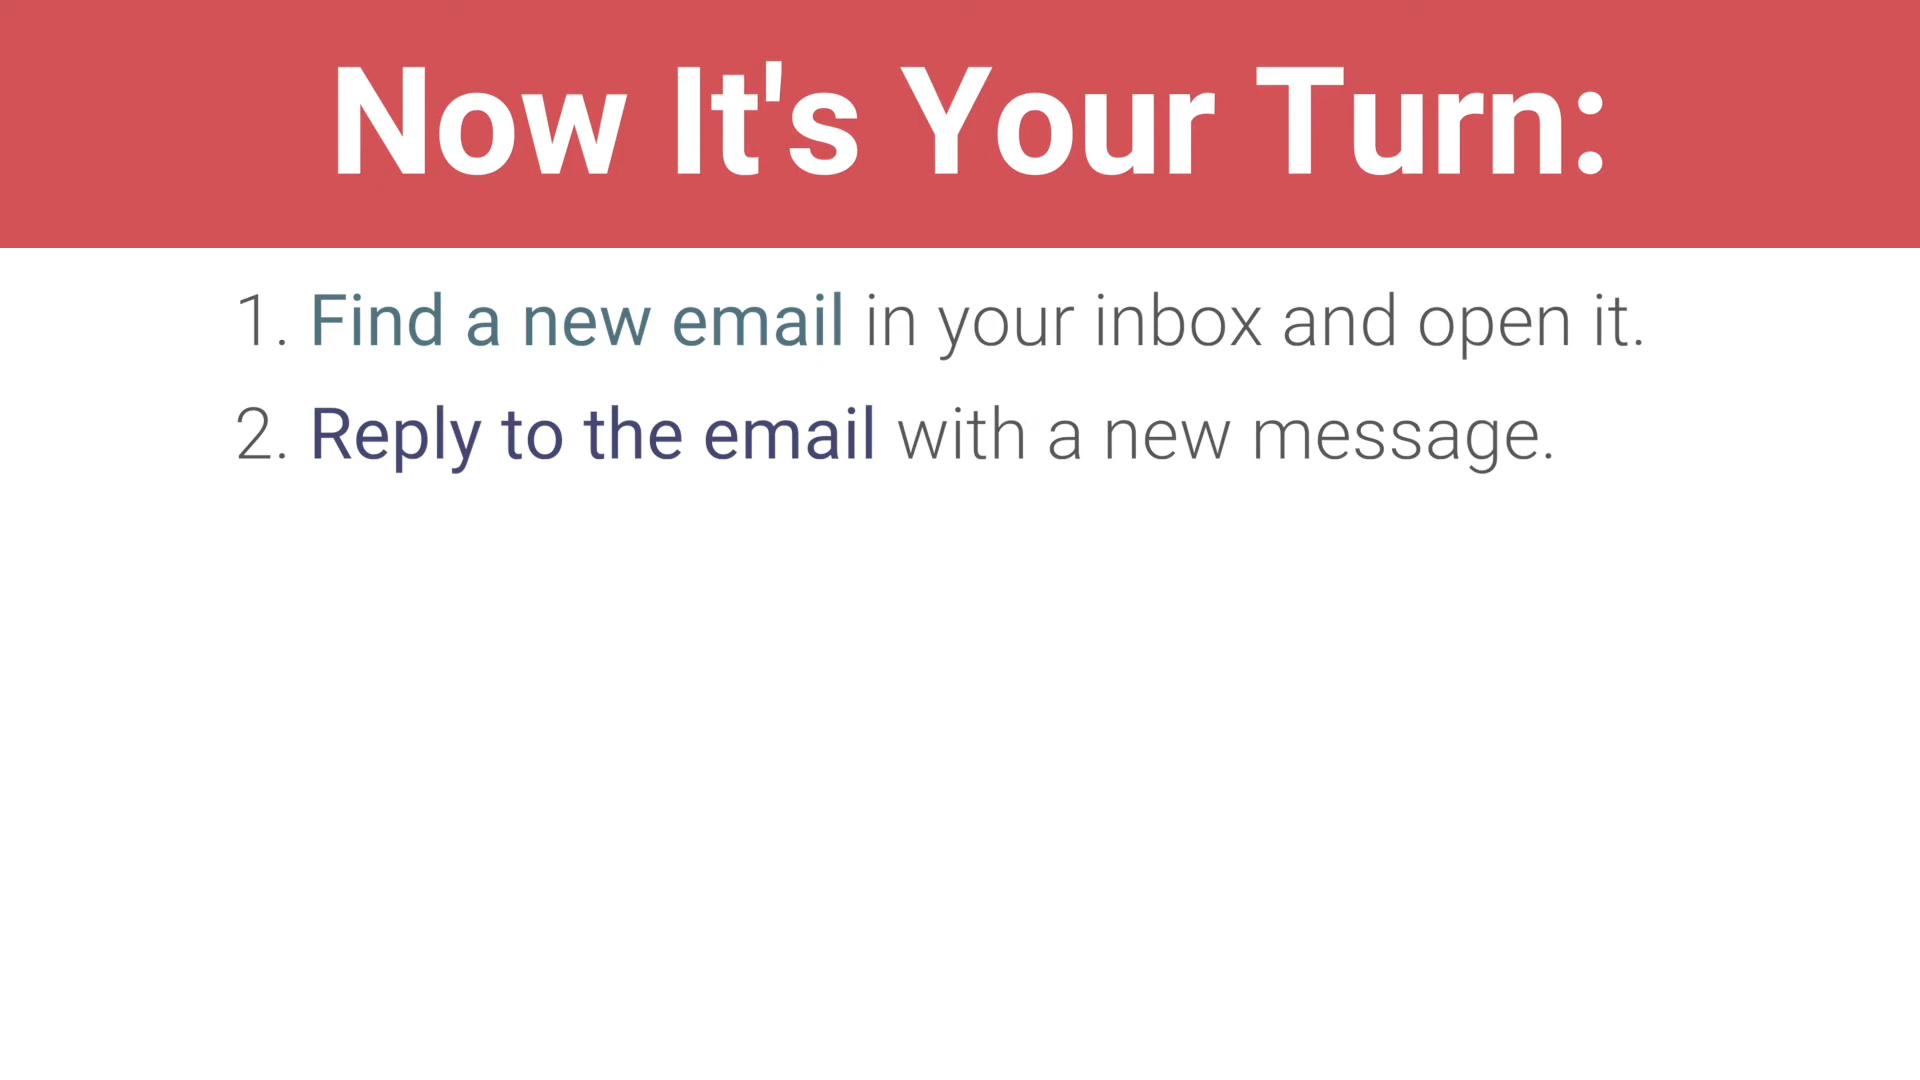 Now It's Your Turn:
1. Find a new email in your inbox and open it.
2. Reply to the email with a new message.